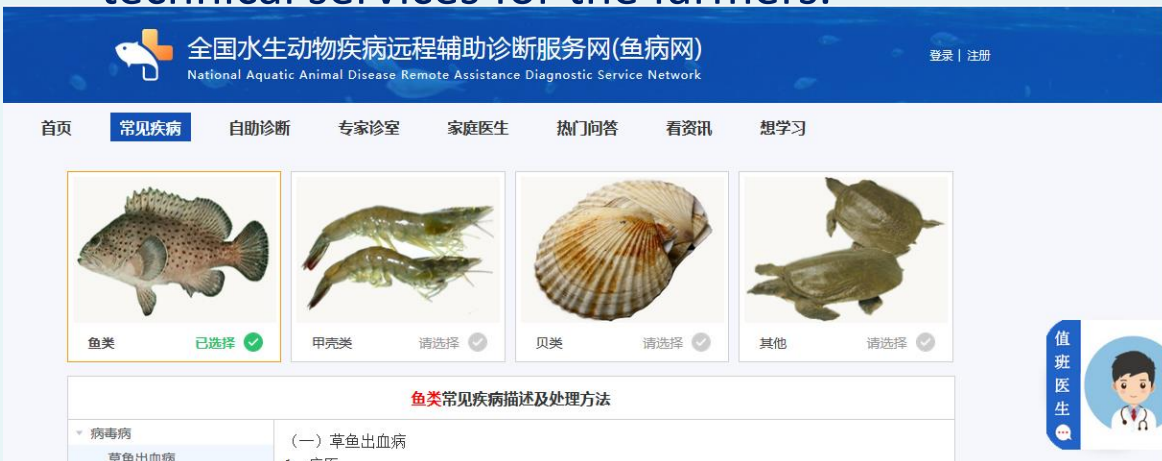 technical services for the farmers.
全国水生动物疾病远程辅助诊断服务网(鱼病网)
National Aquatic Animal Disease Remote Assistance Diagnostic Service Network
登录 | 注册
首页 常见疾病 自助诊断 专家诊室 家庭医生 热门问答 看资讯 想学习
鱼类 已选择 甲壳类 请选择 贝类 请选择 其他 请选择
值班医生
鱼类常见疾病描述及处理方法
病毒病
（一）草鱼出血病
草鱼出血病